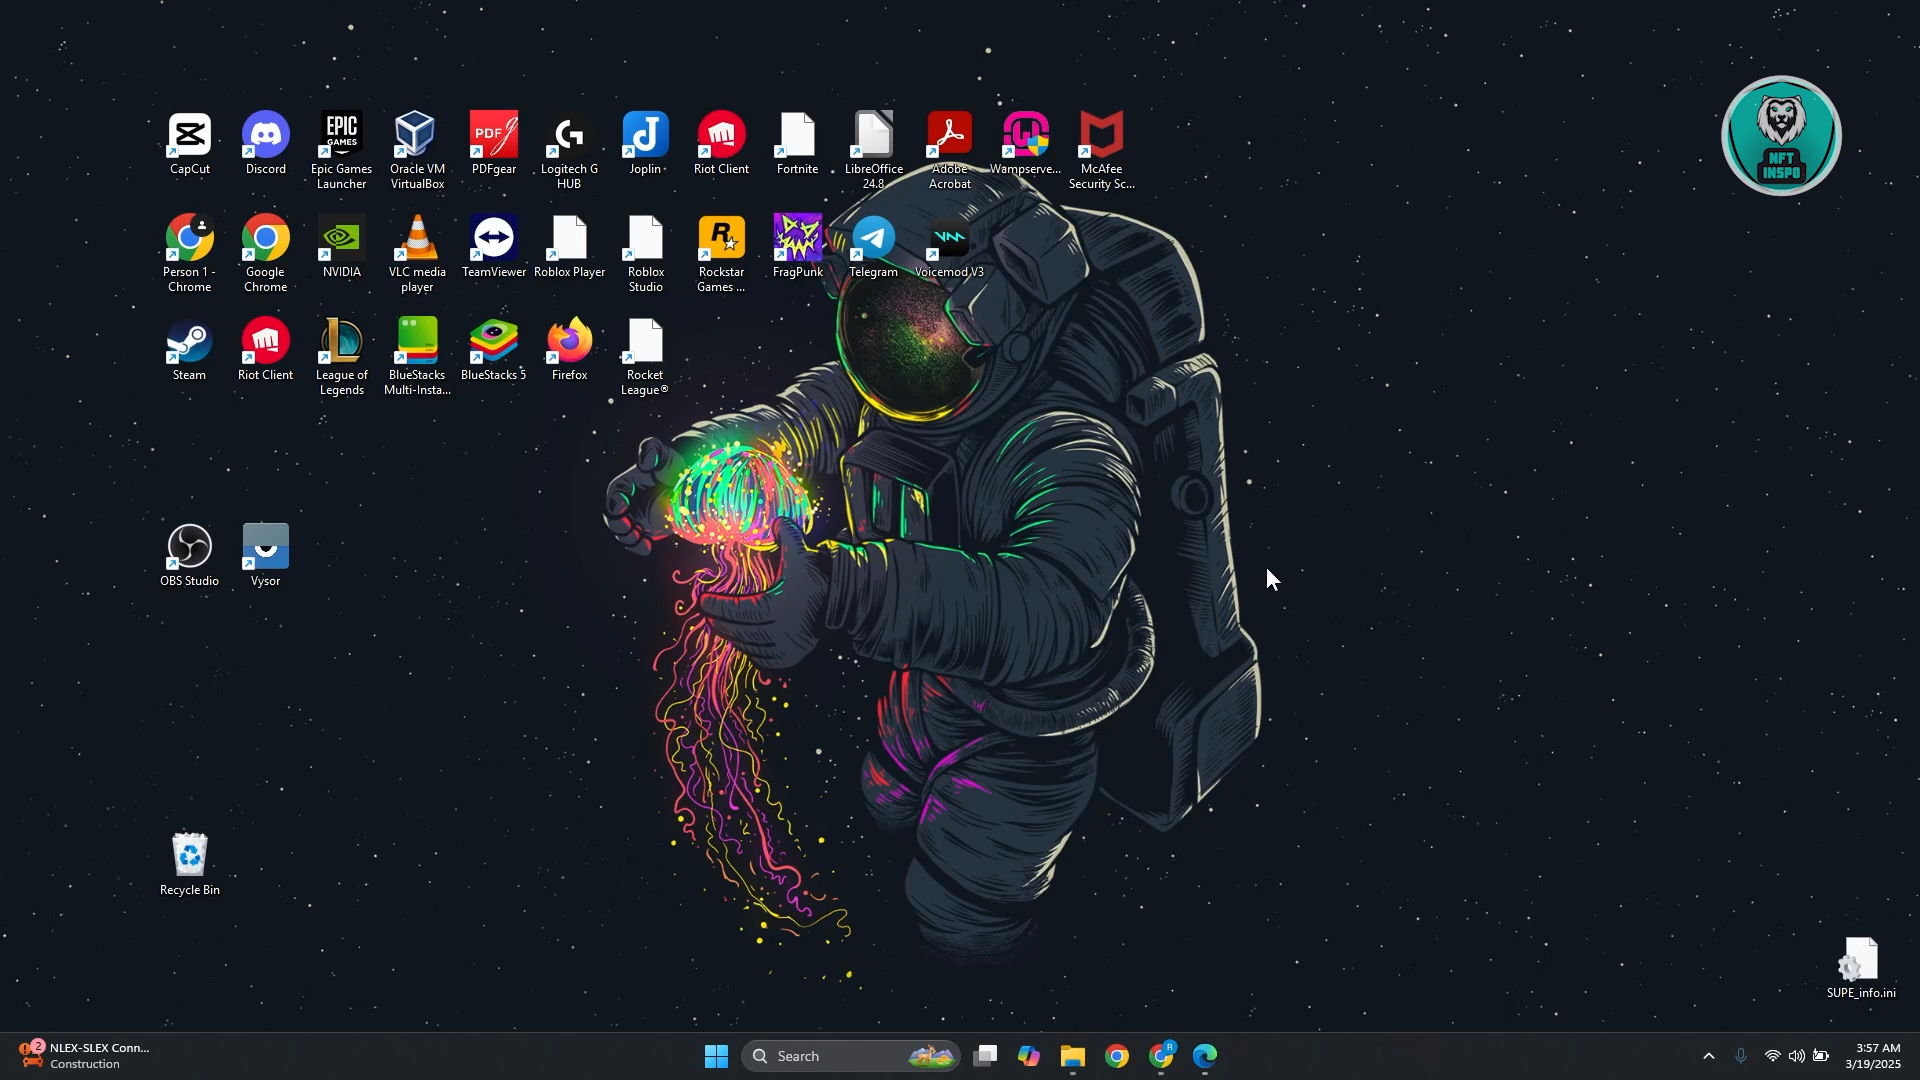 CapCut
Discord
EPIC
GAMES
Epic Games
Launcher
Oracle VM
VirtualBox
PDF
PDFgear
Logitech G
HUB
Joplin
Riot Client
Fortnite
LibreOffice
24.8
Adobe
Acrobat
Wampserve...
McAfee
Security Sc...
NFT
INSPO
Person 1 -
Chrome
Google
Chrome
NVIDIA
VLC media
player
TeamViewer
Roblox Player
Roblox
Studio
Rockstar
Games ...
FragPunk
Telegram
Voicemod V3
Steam
Riot Client
League of
Legends
BlueStacks
Multi-Insta...
BlueStacks 5
Firefox
Rocket
League®
OBS Studio
Vysor
Recycle Bin
SUPE_info.ini
2
NLEX-SLEX Conn...
Construction
Search
R
3:57 AM
3/19/2025